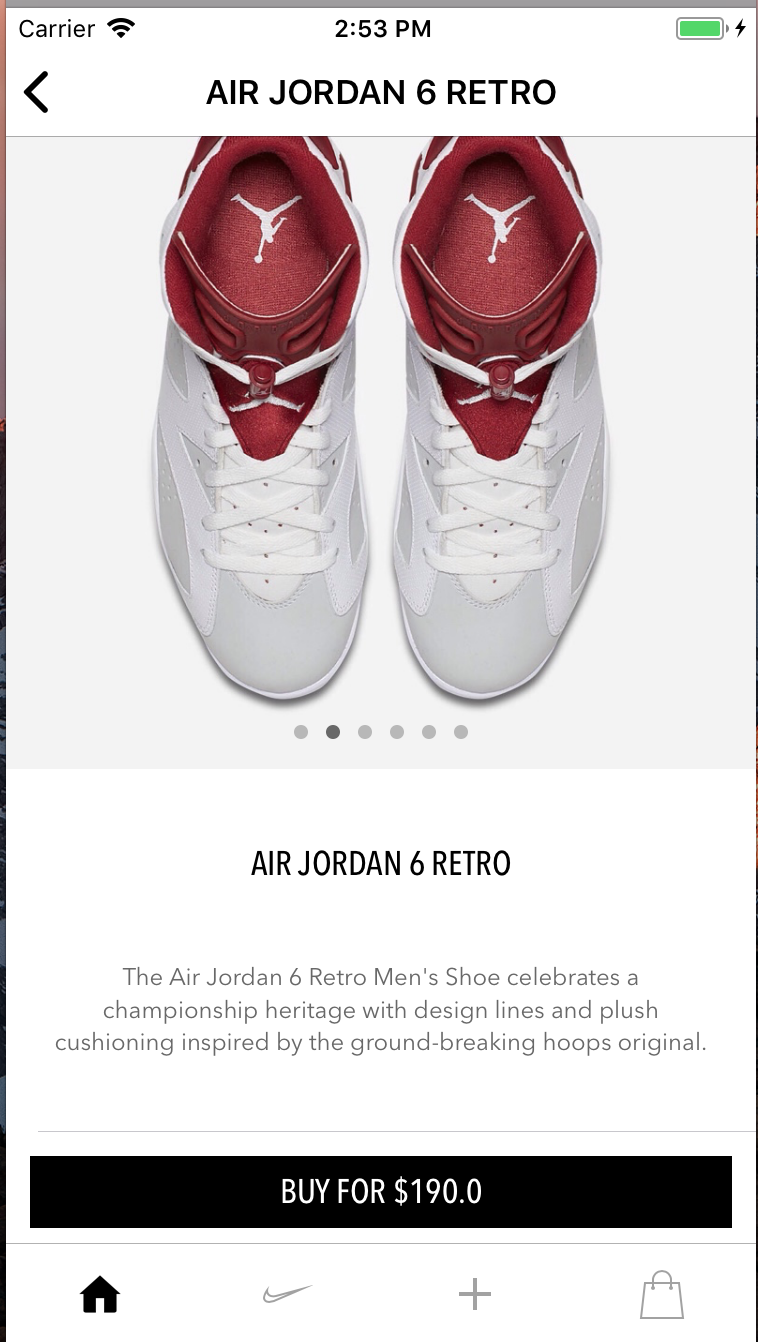 Carrier 2:53 PM
AIR JORDAN 6 RETRO
AIR JORDAN 6 RETRO
The Air Jordan 6 Retro Men's Shoe celebrates a
championship heritage with design lines and plush
cushioning inspired by the ground-breaking hoops original.
BUY FOR $190.0